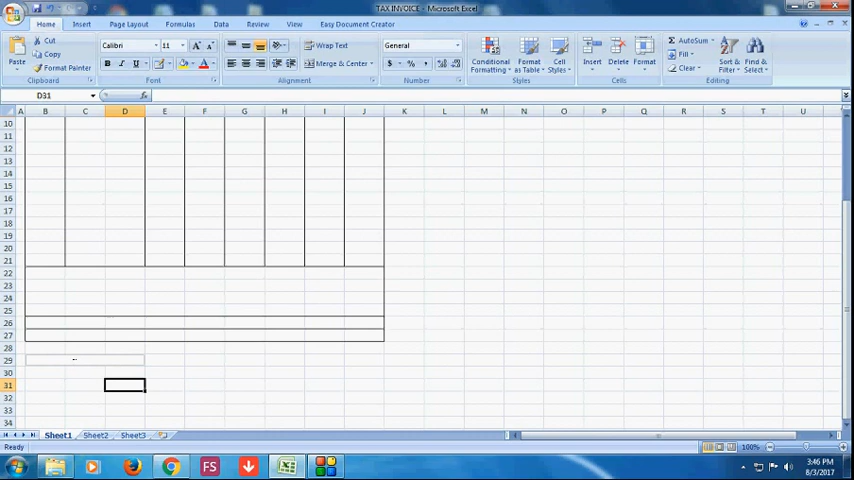 TAX INVOICE - Microsoft Excel
Home Insert Page Layout Formulas Data Review View Easy Document Creator
Paste Cut Copy Format Painter Clipboard
Calibri 11 B I U A A A Font
Wrap Text Merge & Center Alignment
General $ % , Number
Conditional Formatting Format as Table Cell Styles Styles
Insert Delete Format Cells
Σ AutoSum Fill Clear Sort & Filter Find & Select Editing
D31 fx
A B C D E F G H I J K L M N O P Q R S T U
10
11
12
13
14
15
16
17
18
19
20
21
22
23
24
25
26
27
28
29
30
31
32
33
34
Sheet1 Sheet2 Sheet3
Ready 100%
FS 3:46 PM
8/3/2017